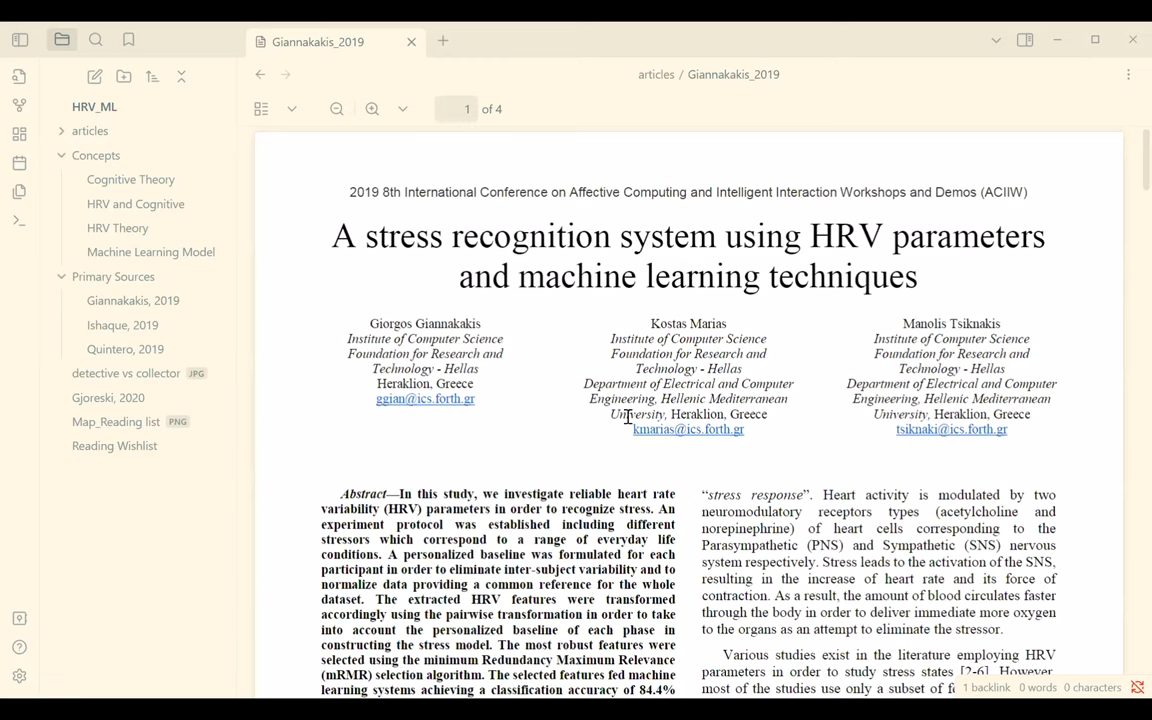 Giannakakis_2019
articles / Giannakakis_2019
HRV_ML
articles
Concepts
Cognitive Theory
HRV and Cognitive
HRV Theory
Machine Learning Model
Primary Sources
Giannakakis, 2019
Ishaque, 2019
Quintero, 2019
detective vs collector JPG
Gjoreski, 2020
Map_Reading list PNG
Reading Wishlist
1 of 4
2019 8th International Conference on Affective Computing and Intelligent Interaction Workshops and Demos (ACIIW)
A stress recognition system using HRV parameters
and machine learning techniques
Giorgos Giannakakis
Institute of Computer Science
Foundation for Research and
Technology - Hellas
Heraklion, Greece
ggian@ics.forth.gr
Kostas Marias
Institute of Computer Science
Foundation for Research and
Technology - Hellas
Department of Electrical and Computer
Engineering, Hellenic Mediterranean
University, Heraklion, Greece
kmarias@ics.forth.gr
Manolis Tsiknakis
Institute of Computer Science
Foundation for Research and
Technology - Hellas
Department of Electrical and Computer
Engineering, Hellenic Mediterranean
University, Heraklion, Greece
tsiknaki@ics.forth.gr
Abstract—In this study, we investigate reliable heart rate
variability (HRV) parameters in order to recognize stress. An
experiment protocol was established including different
stressors which correspond to a range of everyday life
conditions. A personalized baseline was formulated for each
participant in order to eliminate inter-subject variability and to
normalize data providing a common reference for the whole
dataset. The extracted HRV features were transformed
accordingly using the pairwise transformation in order to take
into account the personalized baseline of each phase in
constructing the stress model. The most robust features were
selected using the minimum Redundancy Maximum Relevance
(mRMR) selection algorithm. The selected features fed machine
learning systems achieving a classification accuracy of 84.4%
“stress response”. Heart activity is modulated by two
neuromodulatory receptors types (acetylcholine and
norepinephrine) of heart cells corresponding to the
Parasympathetic (PNS) and Sympathetic (SNS) nervous
system respectively. Stress leads to the activation of the SNS,
resulting in the increase of heart rate and its force of
contraction. As a result, the amount of blood circulates faster
through the body in order to deliver immediate more oxygen
to the organs as an attempt to eliminate the stressor.
Various studies exist in the literature employing HRV
parameters in order to study stress states [2-6]. However
most of the studies use only a subset of
1 backlink 0 words 0 characters